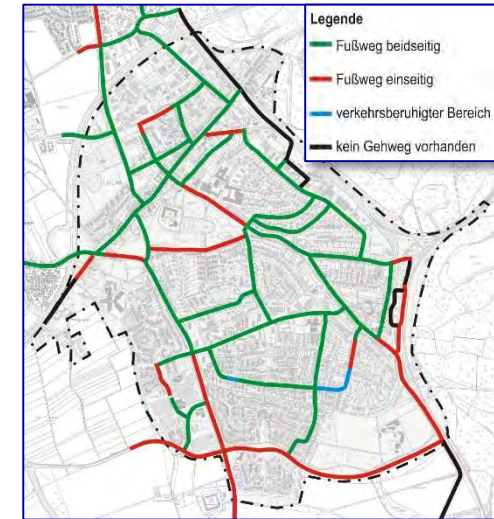 Legende
Fußweg beidseitig
Fußweg einseitig
verkehrsberuhigter Bereich
kein Gehweg vorhanden